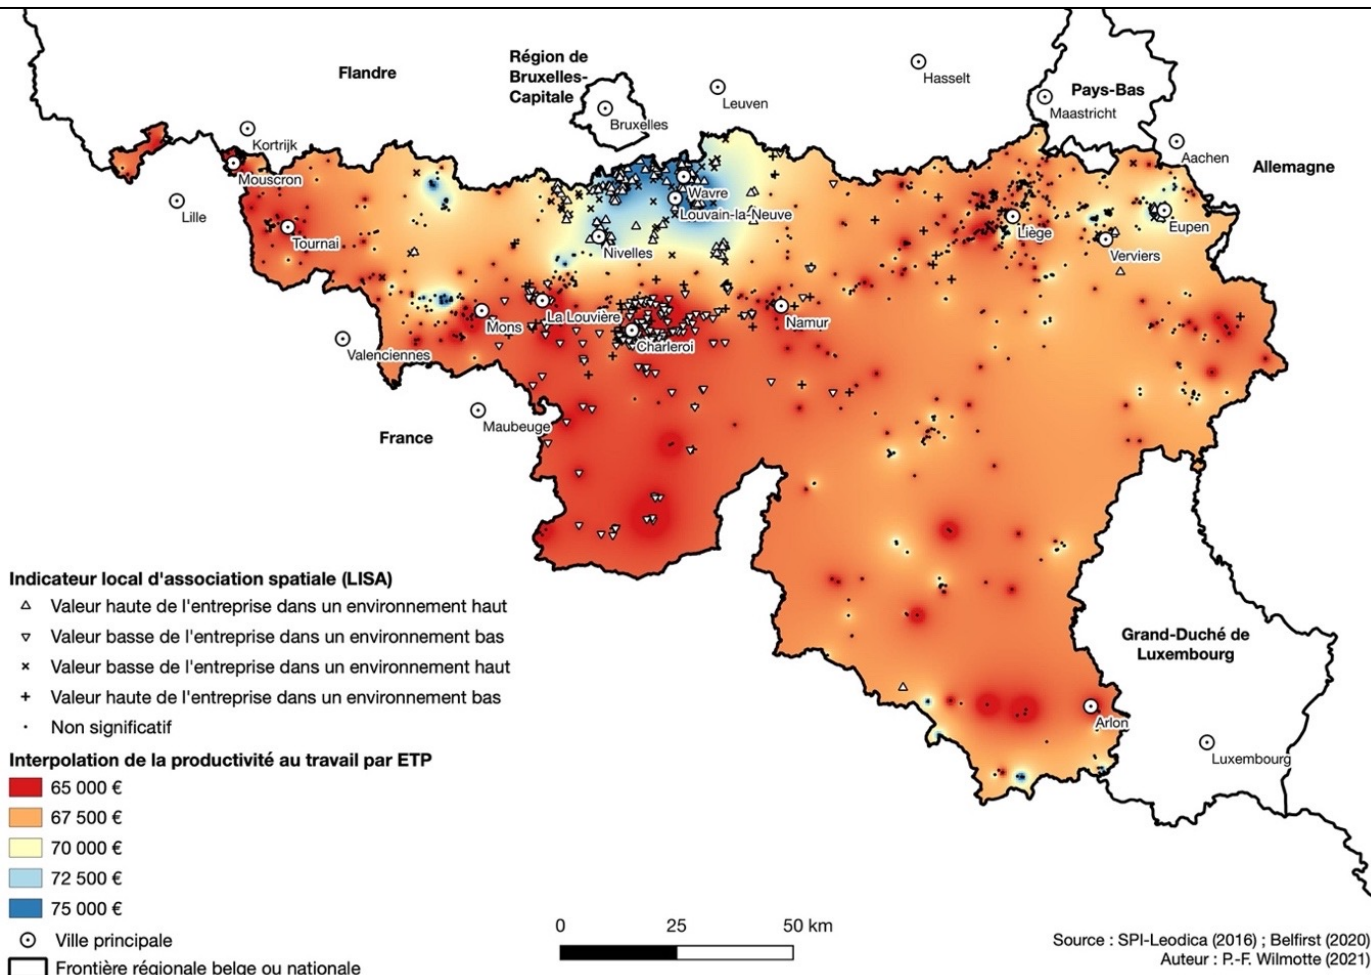 Flandre
Région de
Bruxelles-
Capitale
Bruxelles
Leuven
Hasselt
Pays-Bas
Maastricht
Aachen
Allemagne
Kortrijk
Mouscron
Lille
Tournai
Wavre
Louvain-la-Neuve
Nivelles
Liège
Eupen
Verviers
La Louvière
Mons
Charleroi
Namur
Valenciennes
Maubeuge
France
Grand-Duché de
Luxembourg
Arlon
Luxembourg
Indicateur local d'association spatiale (LISA)
Valeur haute de l'entreprise dans un environnement haut
Valeur basse de l'entreprise dans un environnement bas
Valeur basse de l'entreprise dans un environnement haut
Valeur haute de l'entreprise dans un environnement bas
Non significatif
Interpolation de la productivité au travail par ETP
65 000 €
67 500 €
70 000 €
72 500 €
75 000 €
Ville principale
Frontière régionale belge ou nationale
0 25 50 km
Source : SPI-Leodica (2016) ; Belfirst (2020)
Auteur : P.-F. Wilmotte (2021)